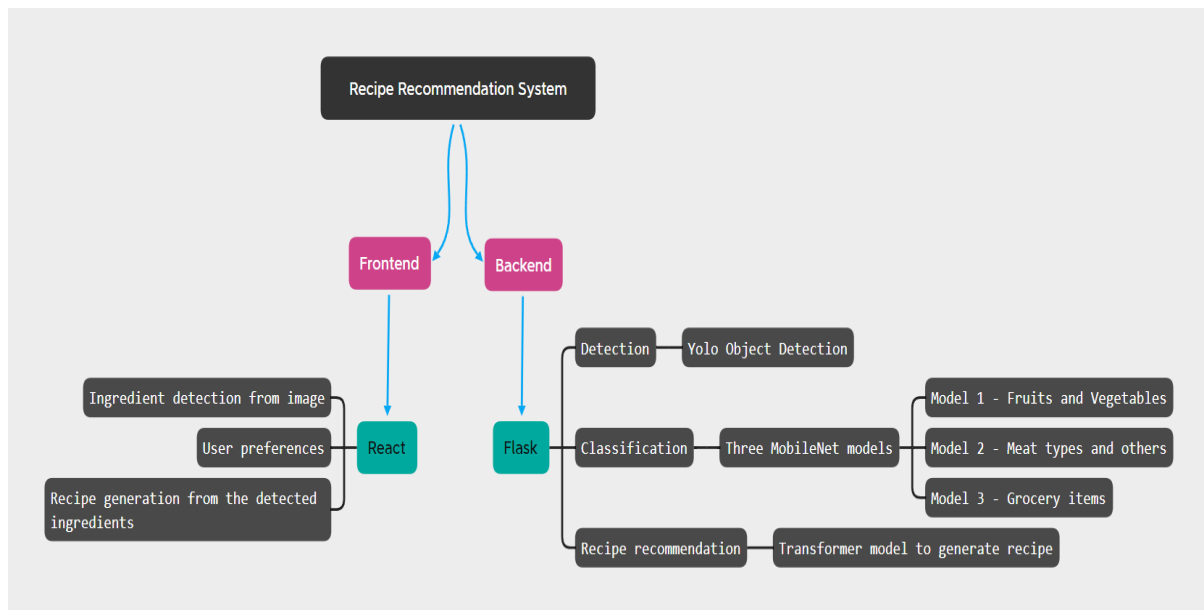 Recipe Recommendation System
Frontend
Backend
Detection
Yolo Object Detection
Ingredient detection from image
Model 1 - Fruits and Vegetables
User preferences
React
Flask
Classification
Three MobileNet models
Model 2 - Meat types and others
Recipe generation from the detected
ingredients
Model 3 - Grocery items
Recipe recommendation
Transformer model to generate recipe